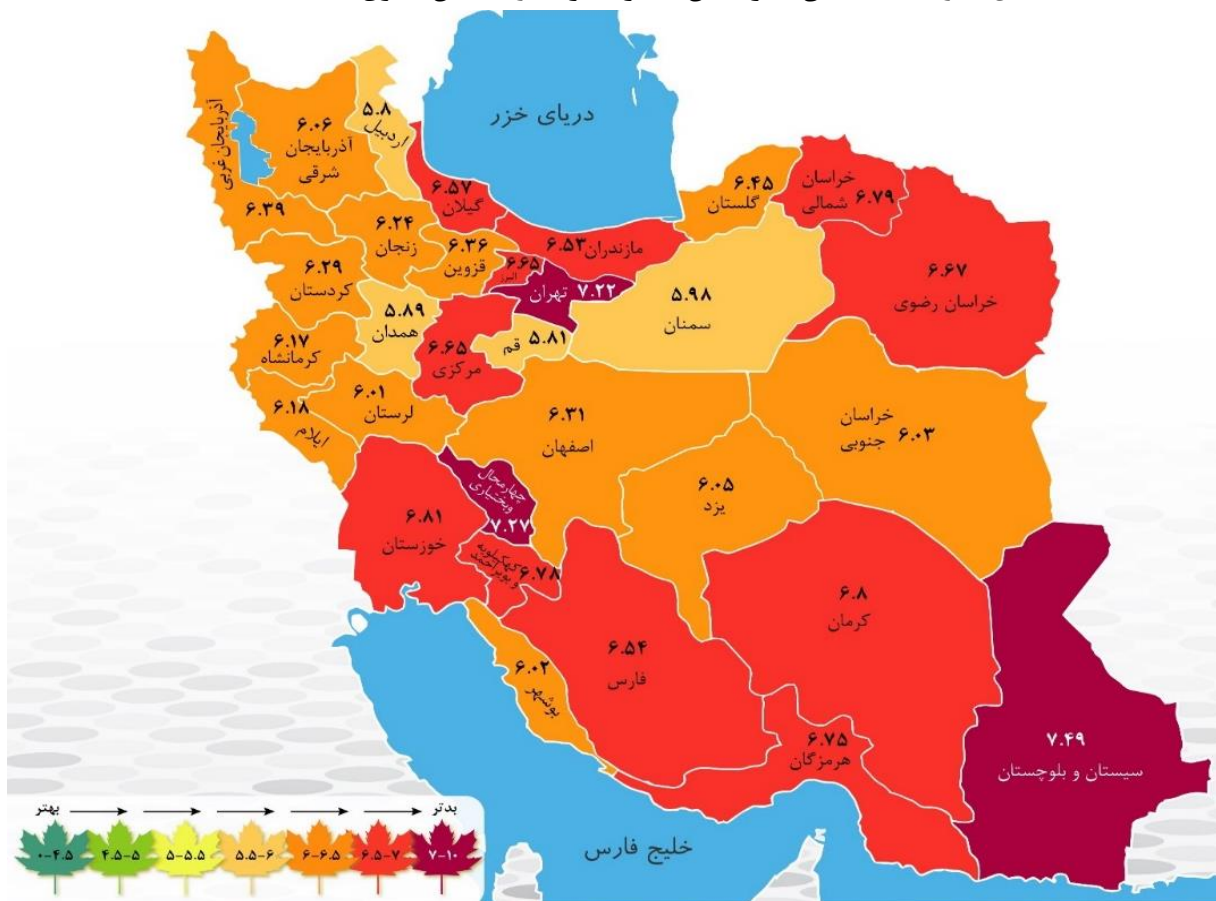 دریای خزر
آذربایجان غربی
۶.۳۹
۶.۰۶
آذربایجان
شرقی
۵.۸
اردبیل
۶.۵۷
گیلان
۶.۴۵
گلستان
خراسان
شمالی ۶.۷۹
۶.۲۴
زنجان
۶.۳۶
قزوین
۶.۵۳ مازندران
۶.۶۵
البرز
تهران ۷.۲۲
۵.۹۸
سمنان
۶.۶۷
خراسان رضوی
۶.۲۹
کردستان
۵.۸۹
همدان
۶.۶۵
مرکزی
قم ۵.۸۱
۶.۱۷
کرمانشاه
۶.۰۱
لرستان
۶.۱۸
ایلام
۶.۳۱
اصفهان
خراسان
جنوبی ۶.۰۳
۶.۰۵
یزد
چهارمحال
وبختیاری
۷.۲۷
۶.۸۱
خوزستان
کهکیلویه
و بویراحمد ۶.۷۸
۶.۸
کرمان
۶.۵۴
فارس
۶.۰۲
بوشهر
۶.۷۵
هرمزگان
۷.۴۹
سیستان و بلوچستان
خلیج فارس
بهتر بدتر
۰-۴.۵ ۴.۵-۵ ۵-۵.۵ ۵.۵-۶ ۶-۶.۵ ۶.۵-۷ ۷-۱۰